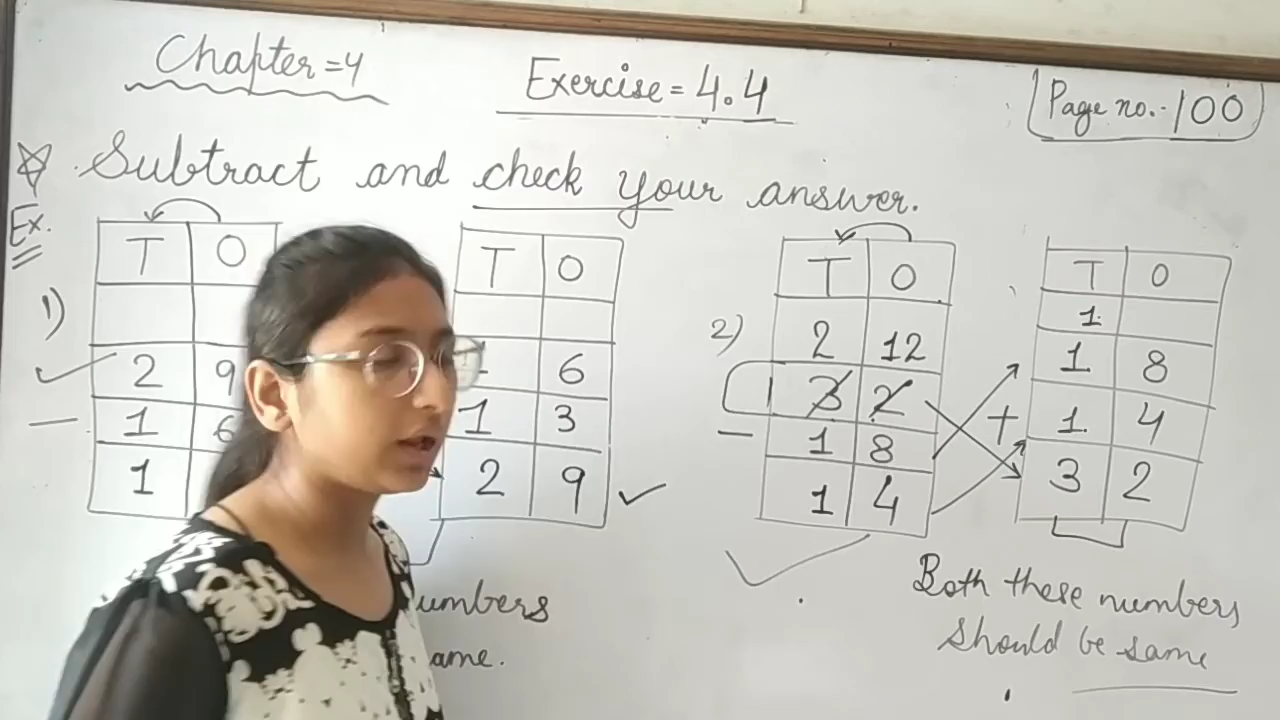 Chapter = 4
Exercise = 4.4
Page no.- 100
Subtract and check your answer.
Ex.
1)
T O
2 9
- 1 6
1
T O
6
1 3
2 9
2)
T O
2 12
3 2
- 1 8
1 4
T O
1
1 8
+ 1 4
3 2
umbers
ame.
Both these numbers
should be same